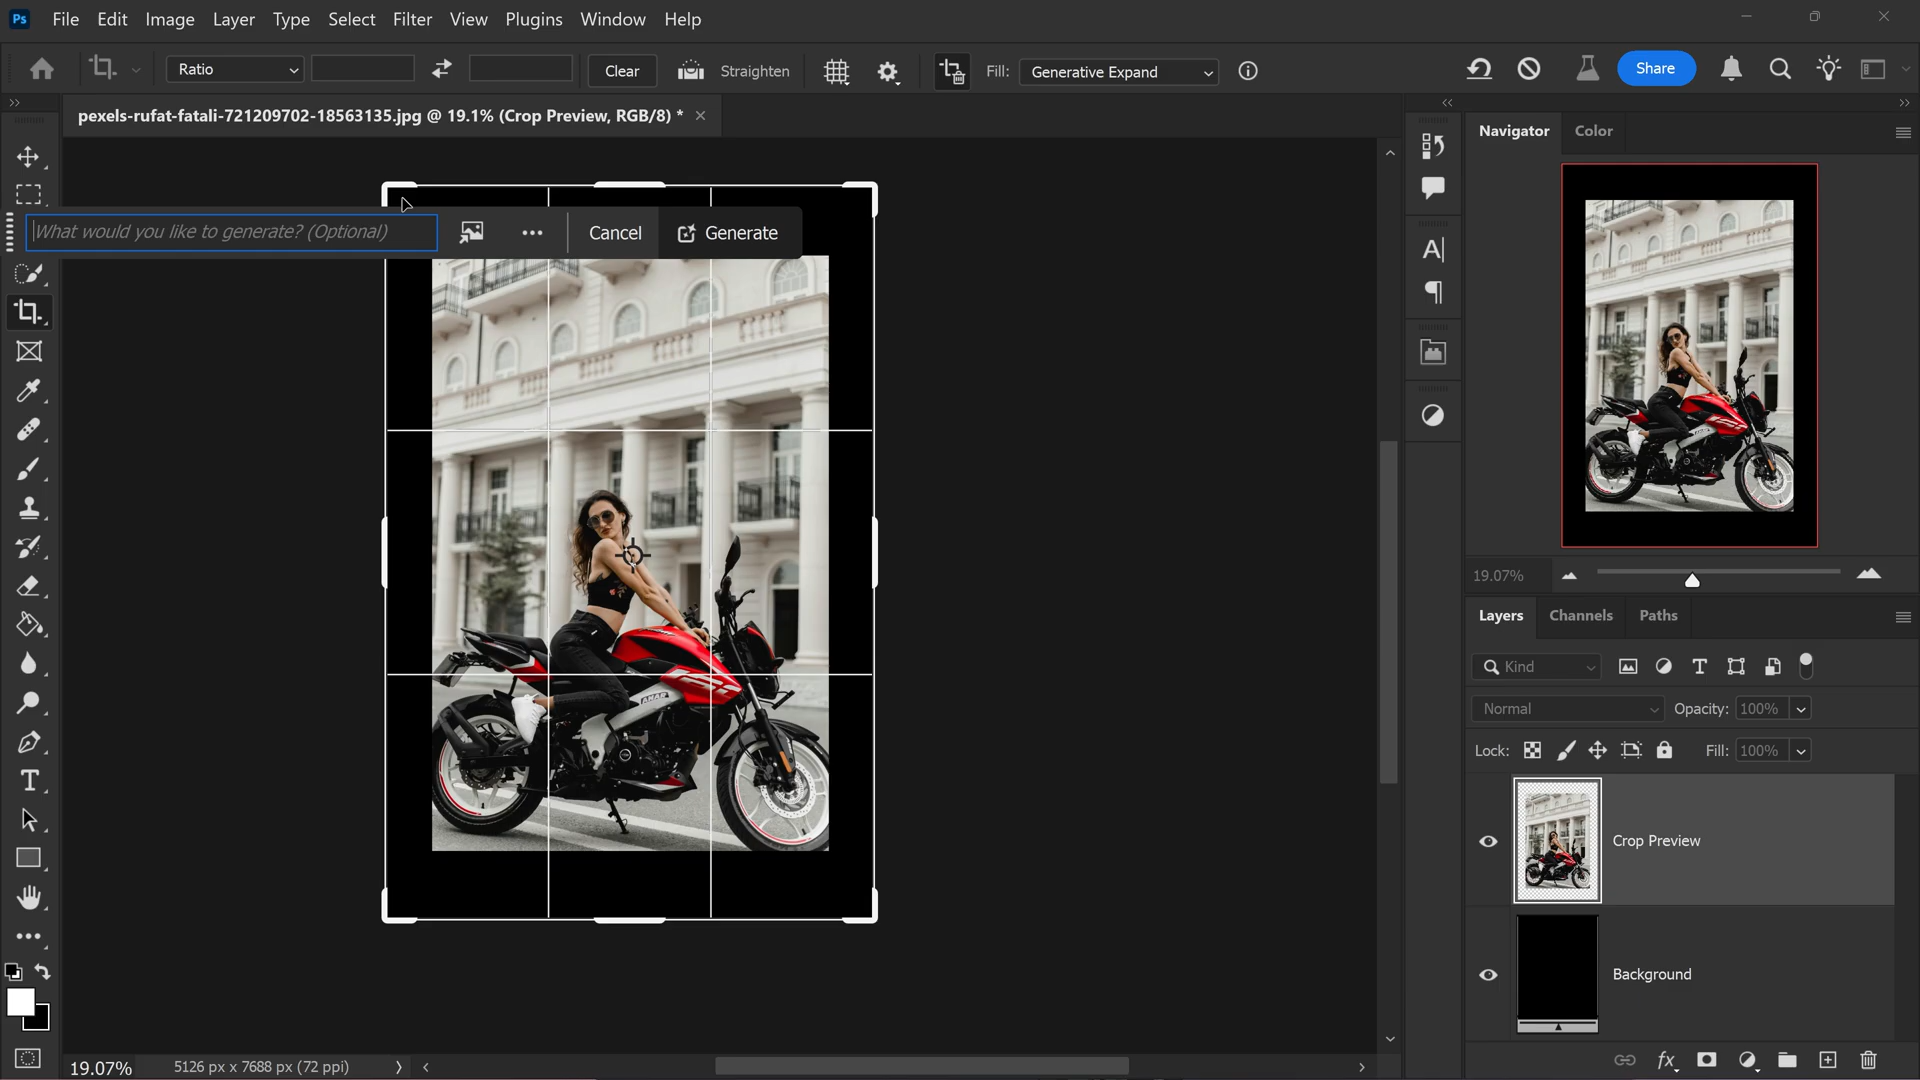 Ps File Edit Image Layer Type Select Filter View Plugins Window Help
Ratio Clear Straighten Fill: Generative Expand Share
pexels-rufat-fatali-721209702-18563135.jpg @ 19.1% (Crop Preview, RGB/8) *
Navigator Color
What would you like to generate? (Optional) Cancel Generate
19.07%
Layers Channels Paths
Kind
Normal Opacity: 100%
Lock: Fill: 100%
Crop Preview
Background
19.07% 5126 px x 7688 px (72 ppi)